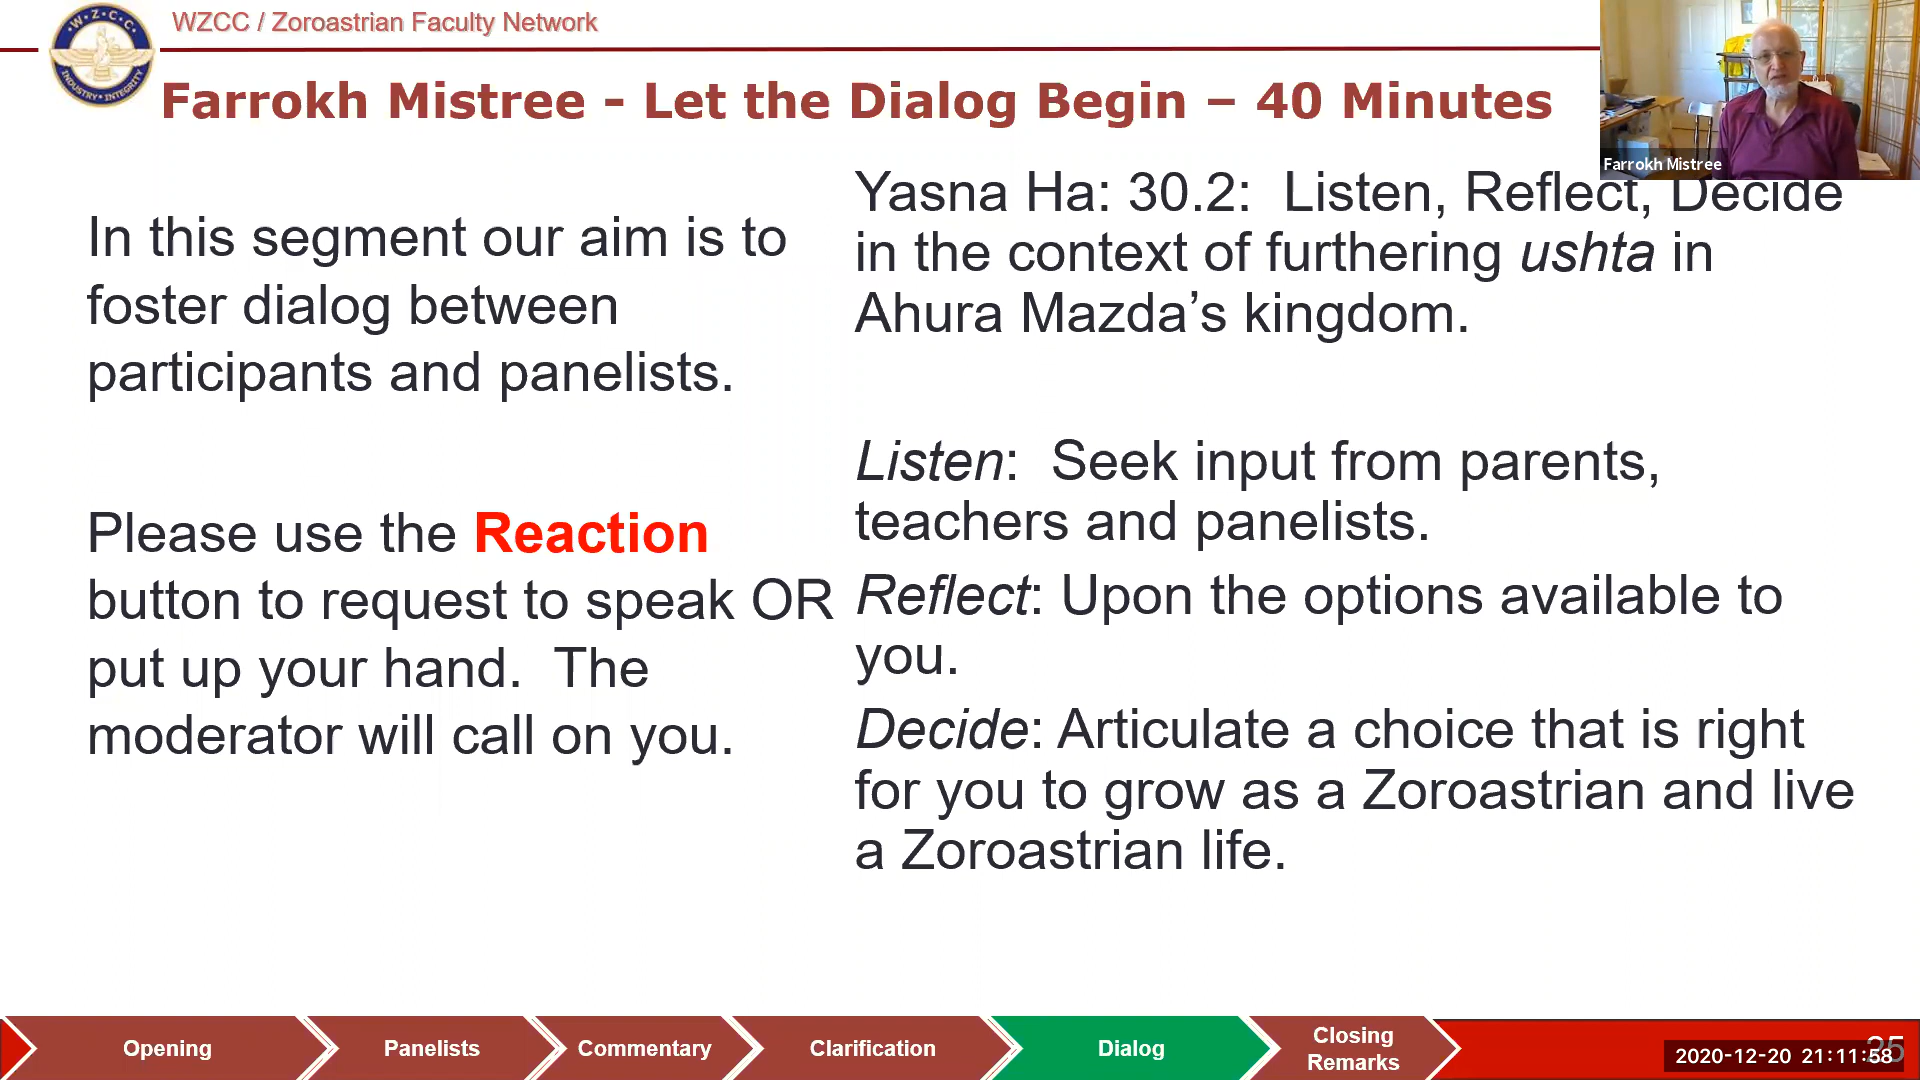 WZCC / Zoroastrian Faculty Network
W.Z.C.C
INDUSTRY INTEGRITY
Farrokh Mistree - Let the Dialog Begin – 40 Minutes
Farrokh Mistree
In this segment our aim is to
foster dialog between
participants and panelists.
Please use the Reaction
button to request to speak OR
put up your hand.  The
moderator will call on you.
Yasna Ha: 30.2:  Listen, Reflect, Decide
in the context of furthering ushta in
Ahura Mazda’s kingdom.
Listen:  Seek input from parents,
teachers and panelists.
Reflect: Upon the options available to
you.
Decide: Articulate a choice that is right
for you to grow as a Zoroastrian and live
a Zoroastrian life.
Opening
Panelists
Commentary
Clarification
Dialog
Closing
Remarks
2020-12-20 21:11:58